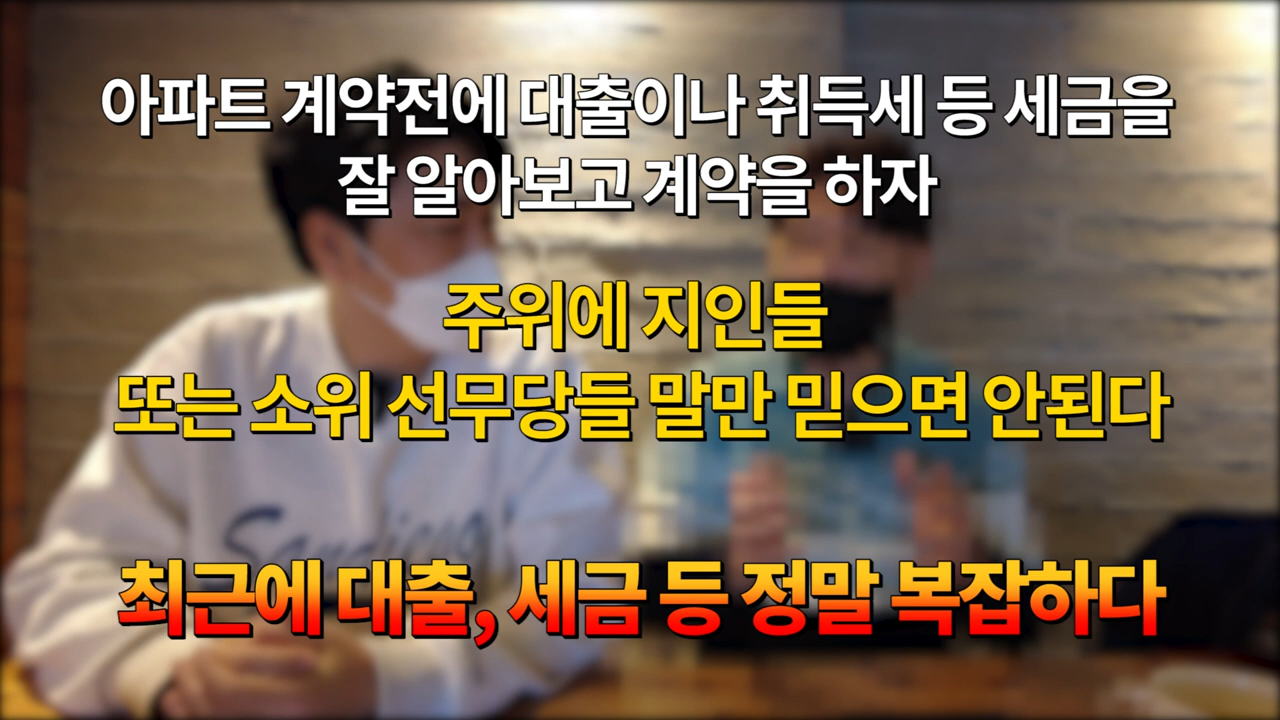 아파트 계약전에 대출이나 취득세 등 세금을
잘 알아보고 계약을 하자
주위에 지인들
또는 소위 선무당들 말만 믿으면 안된다
최근에 대출, 세금 등 정말 복잡하다